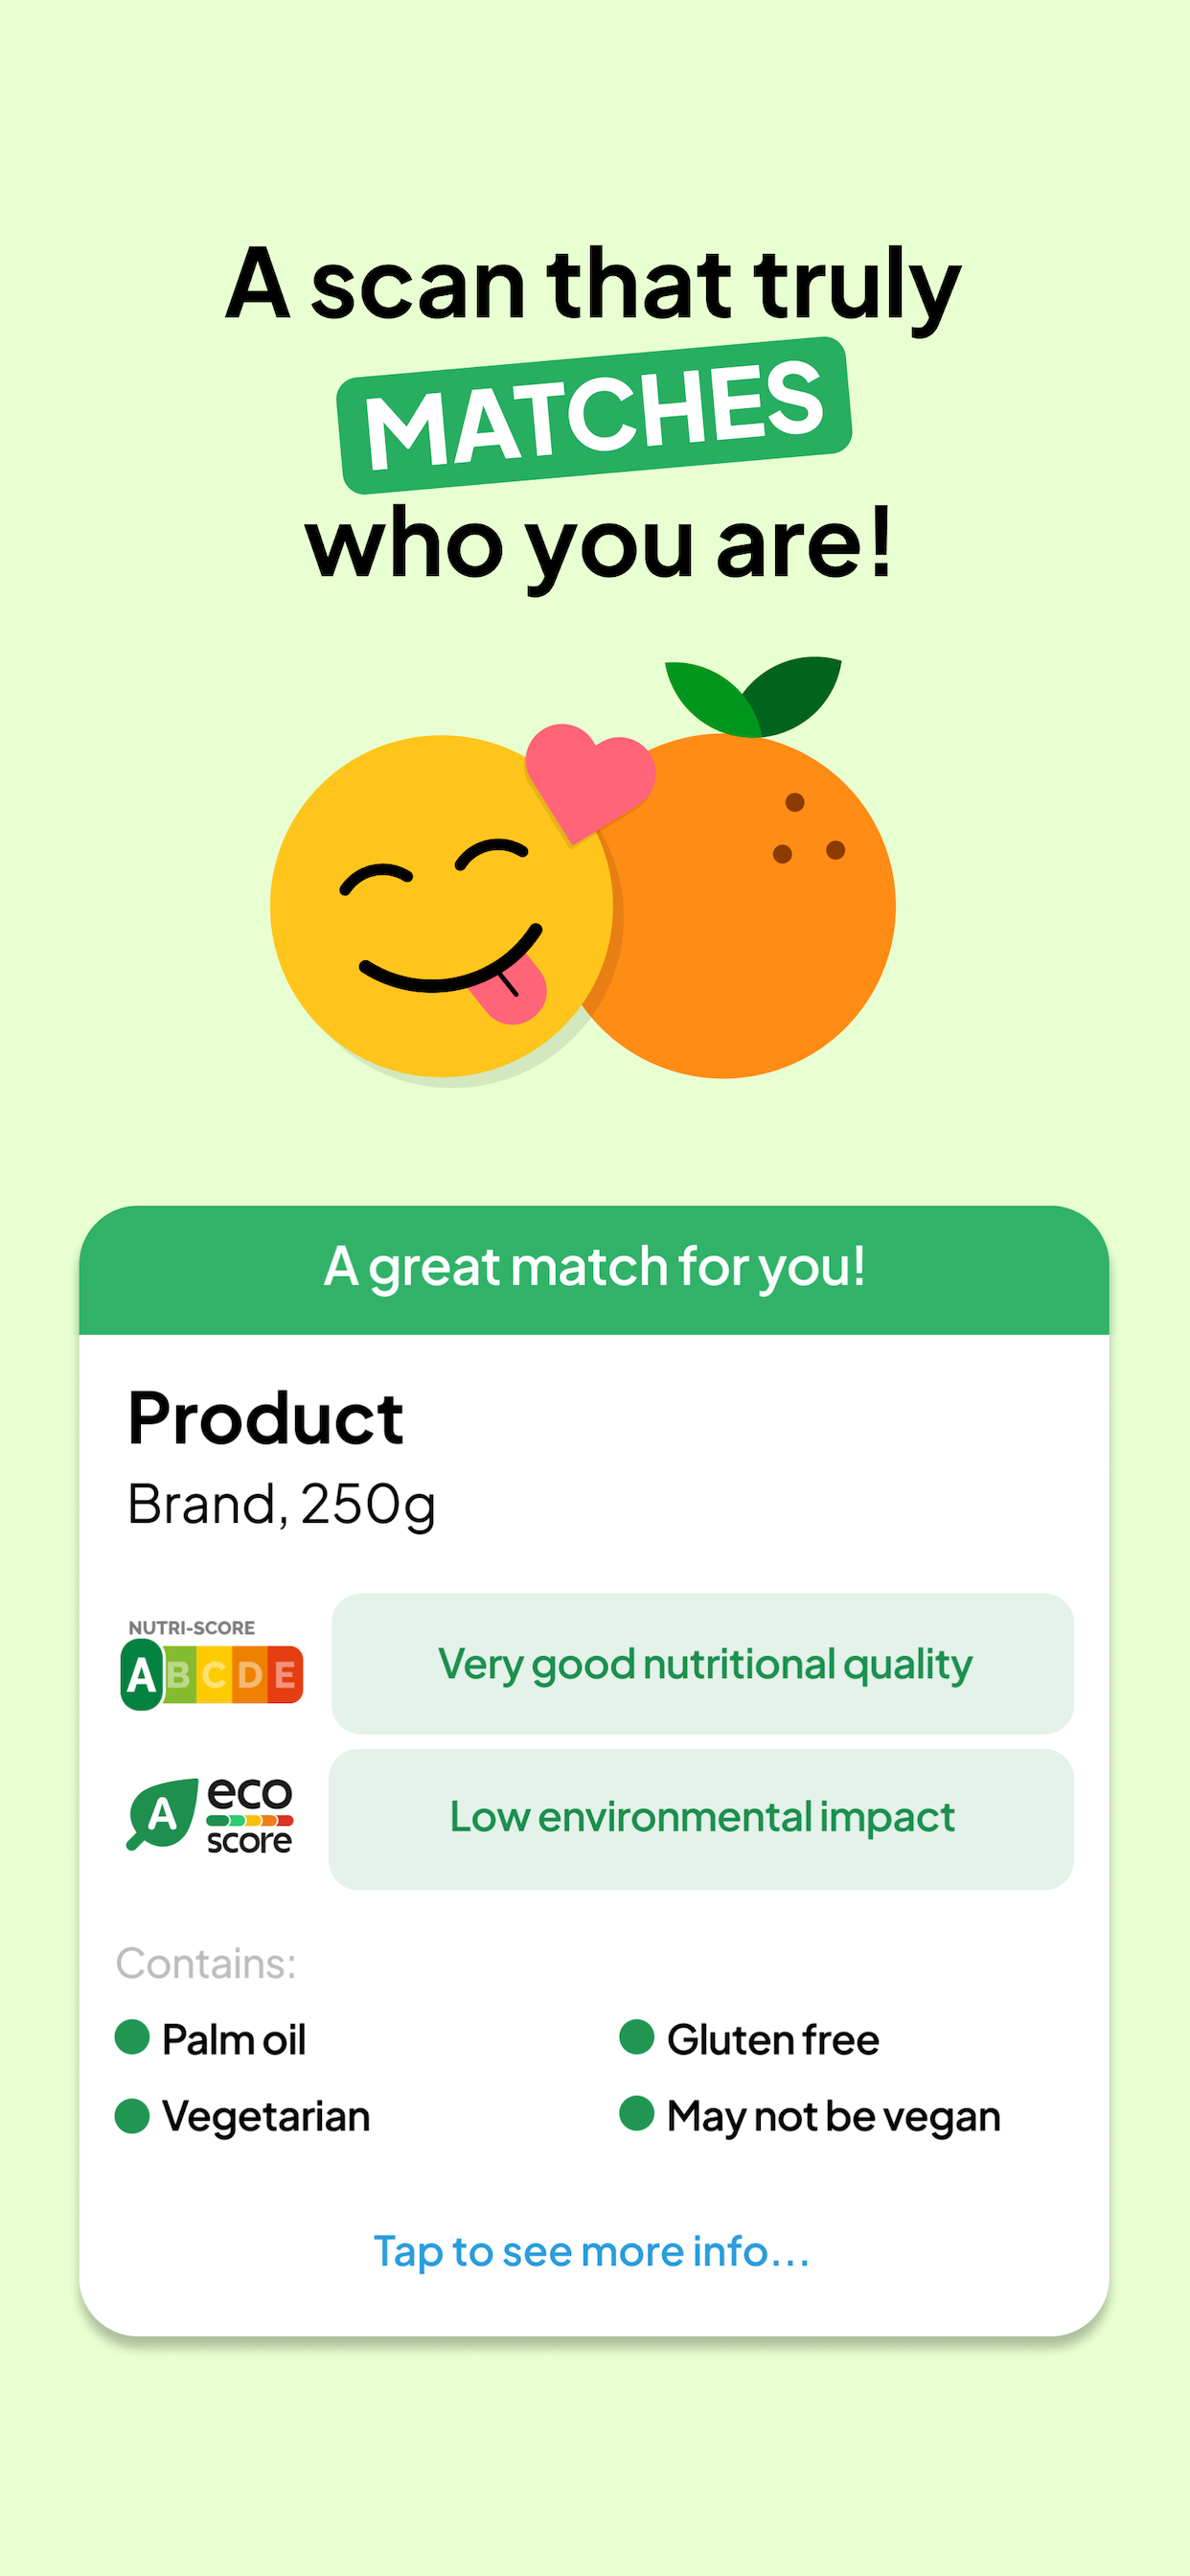 A scan that truly
MATCHES
who you are!
A great match for you!
Product
Brand, 250g
NUTRI-SCORE
A B C D E
Very good nutritional quality
A
eco
score
Low environmental impact
Contains:
Palm oil
Gluten free
Vegetarian
May not be vegan
Tap to see more info...